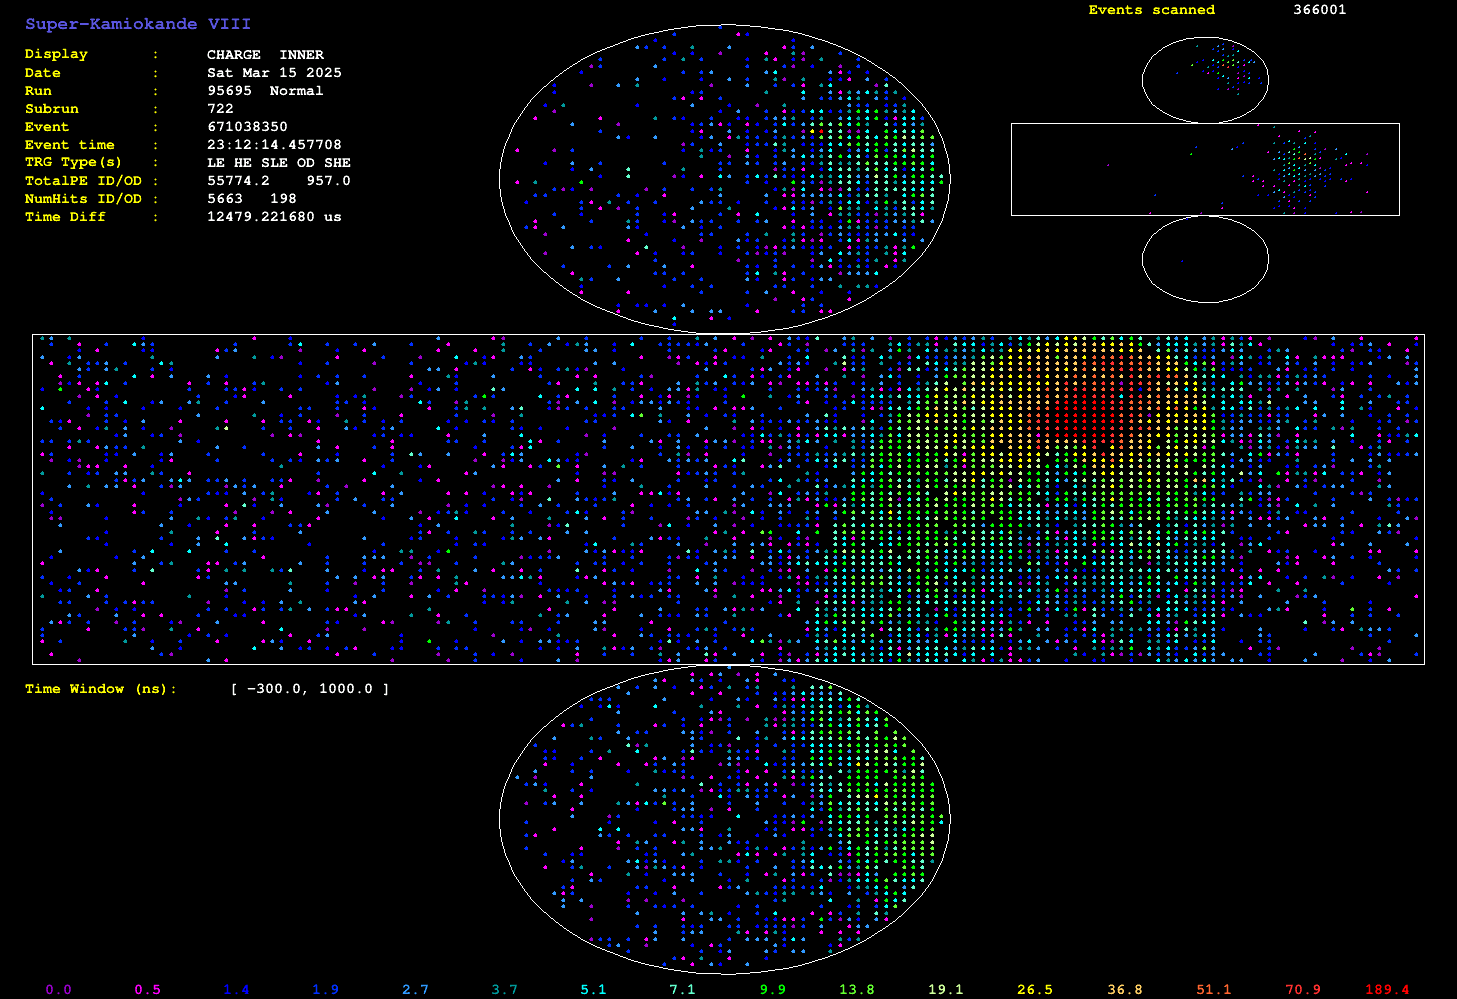 Super-Kamiokande VIII
Display : CHARGE INNER
Date : Sat Mar 15 2025
Run : 95695 Normal
Subrun : 722
Event : 671038350
Event time : 23:12:14.457708
TRG Type(s) : LE HE SLE OD SHE
TotalPE ID/OD : 55774.2 957.0
NumHits ID/OD : 5663 198
Time Diff : 12479.221680 us
Events scanned 366001
Time Window (ns): [ -300.0, 1000.0 ]
0.0 0.5 1.4 1.9 2.7 3.7 5.1 7.1 9.9 13.8 19.1 26.5 36.8 51.1 70.9 189.4